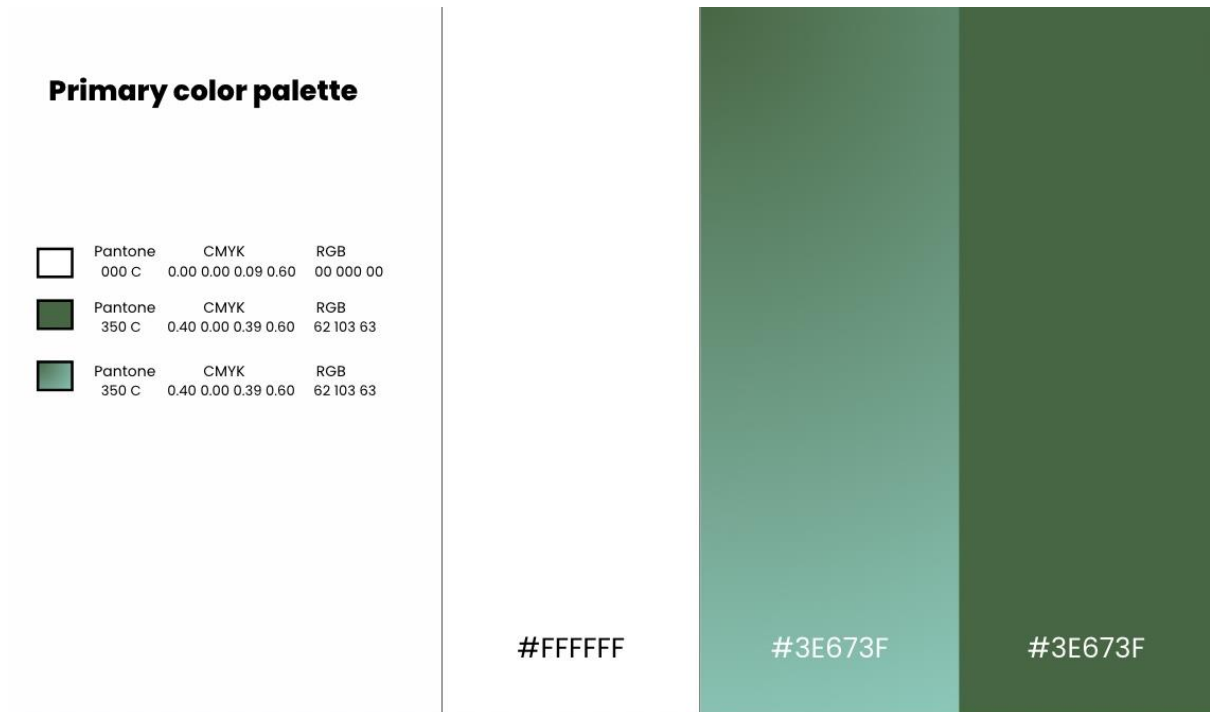 Primary color palette
Pantone CMYK RGB
000 C 0.00 0.00 0.09 0.60 00 000 00
Pantone CMYK RGB
350 C 0.40 0.00 0.39 0.60 62 103 63
Pantone CMYK RGB
350 C 0.40 0.00 0.39 0.60 62 103 63
#FFFFFF #3E673F #3E673F